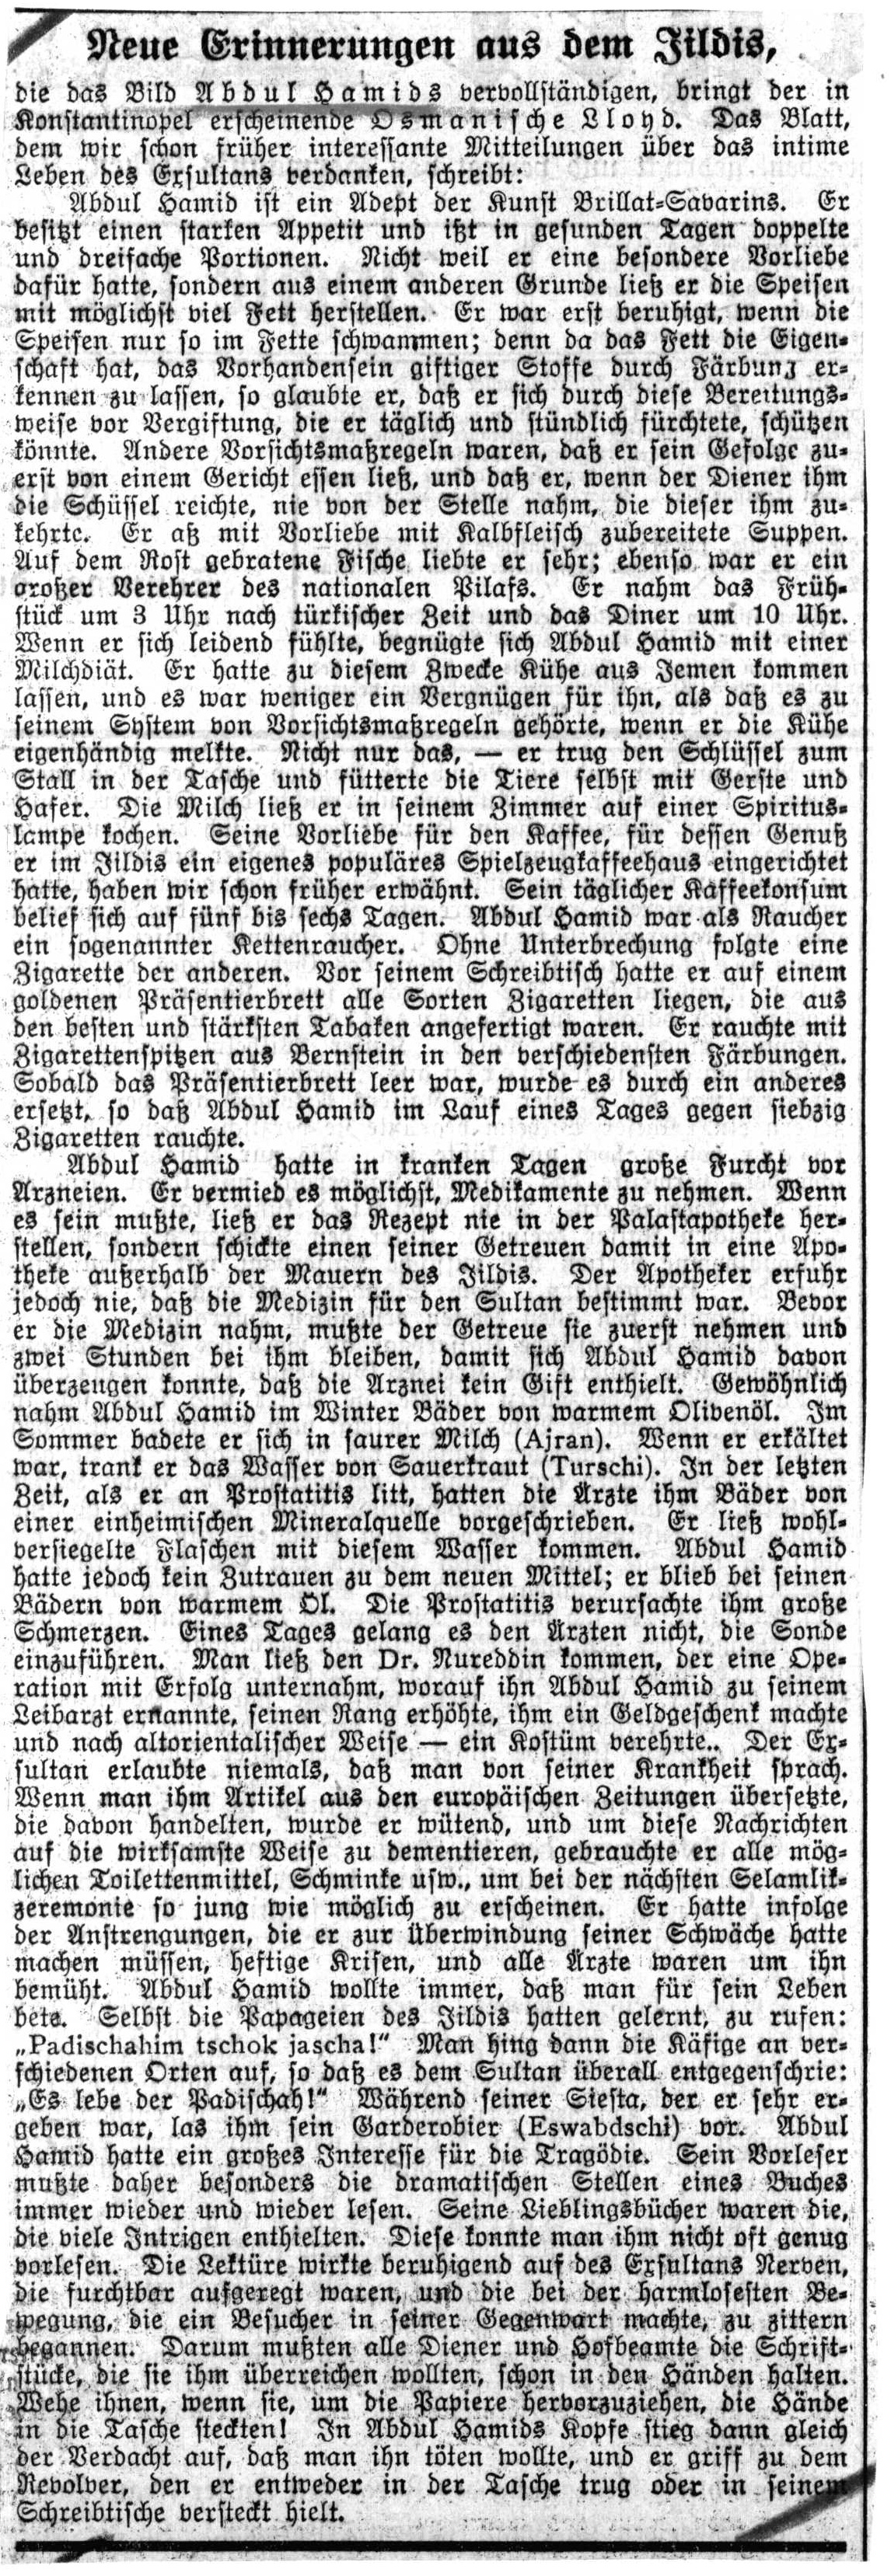 Neue Erinnerungen aus dem Jildis,
die das Bild Abdul Hamids vervollständigen, bringt der in
Konstantinopel erscheinende Osmanische Lloyd. Das Blatt,
dem wir schon früher interessante Mitteilungen über das intime
Leben des Exsultans verdanken, schreibt:
Abdul Hamid ist ein Adept der Kunst Brillat-Savarins. Er
besitzt einen starken Appetit und ißt in gesunden Tagen doppelte
und dreifache Portionen. Nicht weil er eine besondere Vorliebe
dafür hatte, sondern aus einem anderen Grunde ließ er die Speisen
mit möglichst viel Fett herstellen. Er war erst beruhigt, wenn die
Speisen nur so im Fette schwammen; denn da das Fett die Eigen-
schaft hat, das Vorhandensein giftiger Stoffe durch Färbung er-
kennen zu lassen, so glaubte er, daß er sich durch diese Bereitungs-
weise vor Vergiftung, die er täglich und stündlich fürchtete, schützen
könnte. Andere Vorsichtsmaßregeln waren, daß er sein Gefolge zu-
erst von einem Gericht essen ließ, und daß er, wenn der Diener ihm
die Schüssel reichte, nie von der Stelle nahm, die dieser ihm zu-
kehrte. Er aß mit Vorliebe mit Kalbfleisch zubereitete Suppen.
Auf dem Rost gebratene Fische liebte er sehr; ebenso war er ein
großer Verehrer des nationalen Pilafs. Er nahm das Früh-
stück um 3 Uhr nach türkischer Zeit und das Diner um 10 Uhr.
Wenn er sich leidend fühlte, begnügte sich Abdul Hamid mit einer
Milchdiät. Er hatte zu diesem Zwecke Kühe aus Jemen kommen
lassen, und es war weniger ein Vergnügen für ihn, als daß es zu
seinem System von Vorsichtsmaßregeln gehörte, wenn er die Kühe
eigenhändig melkte. Nicht nur das, — er trug den Schlüssel zum
Stall in der Tasche und fütterte die Tiere selbst mit Gerste und
Hafer. Die Milch ließ er in seinem Zimmer auf einer Spiritus-
lampe kochen. Seine Vorliebe für den Kaffee, für dessen Genuß
er im Jildis ein eigenes populäres Spielzeugkaffeehaus eingerichtet
hatte, haben wir schon früher erwähnt. Sein täglicher Kaffeekonsum
belief sich auf fünf bis sechs Tagen. Abdul Hamid war als Raucher
ein sogenannter Kettenraucher. Ohne Unterbrechung folgte eine
Zigarette der anderen. Vor seinem Schreibtisch hatte er auf einem
goldenen Präsentierbrett alle Sorten Zigaretten liegen, die aus
den besten und stärksten Tabaken angefertigt waren. Er rauchte mit
Zigarettenspitzen aus Bernstein in den verschiedensten Färbungen.
Sobald das Präsentierbrett leer war, wurde es durch ein anderes
ersetzt, so daß Abdul Hamid im Lauf eines Tages gegen siebzig
Zigaretten rauchte.
Abdul Hamid hatte in kranken Tagen große Furcht vor
Arzneien. Er vermied es möglichst, Medikamente zu nehmen. Wenn
es sein mußte, ließ er das Rezept nie in der Palastapotheke her-
stellen, sondern schickte einen seiner Getreuen damit in eine Apo-
theke außerhalb der Mauern des Jildis. Der Apotheker erfuhr
jedoch nie, daß die Medizin für den Sultan bestimmt war. Bevor
er die Medizin nahm, mußte der Getreue sie zuerst nehmen und
zwei Stunden bei ihm bleiben, damit sich Abdul Hamid davon
überzeugen konnte, daß die Arznei kein Gift enthielt. Gewöhnlich
nahm Abdul Hamid im Winter Bäder von warmem Olivenöl. Im
Sommer badete er sich in saurer Milch (Ajran). Wenn er erkältet
war, trank er das Wasser von Sauerkraut (Turschi). In der letzten
Zeit, als er an Prostatitis litt, hatten die Ärzte ihm Bäder von
einer einheimischen Mineralquelle vorgeschrieben. Er ließ wohl-
versiegelte Flaschen mit diesem Wasser kommen. Abdul Hamid
hatte jedoch kein Zutrauen zu dem neuen Mittel; er blieb bei seinen
Bädern von warmem Öl. Die Prostatitis verursachte ihm große
Schmerzen. Eines Tages gelang es den Ärzten nicht, die Sonde
einzuführen. Man ließ den Dr. Nureddin kommen, der eine Ope-
ration mit Erfolg unternahm, worauf ihn Abdul Hamid zu seinem
Leibarzt ernannte, seinen Rang erhöhte, ihm ein Geldgeschenk machte
und nach altorientalischer Weise — ein Kostüm verehrte.. Der Ex-
sultan erlaubte niemals, daß man von seiner Krankheit sprach.
Wenn man ihm Artikel aus den europäischen Zeitungen übersetzte,
die davon handelten, wurde er wütend, und um diese Nachrichten
auf die wirksamste Weise zu dementieren, gebrauchte er alle mög-
lichen Toilettenmittel, Schminke usw., um bei der nächsten Selamlik-
zeremonie so jung wie möglich zu erscheinen. Er hatte infolge
der Anstrengungen, die er zur Überwindung seiner Schwäche hatte
machen müssen, heftige Krisen, und alle Ärzte waren um ihn
bemüht. Abdul Hamid wollte immer, daß man für sein Leben
bete. Selbst die Papageien des Jildis hatten gelernt, zu rufen:
„Padischahim tschok jascha!“ Man hing dann die Käfige an ver-
schiedenen Orten auf, so daß es dem Sultan überall entgegenschrie:
„Es lebe der Padischah!“ Während seiner Siesta, der er sehr er-
geben war, las ihm sein Garderobier (Eswabdschi) vor. Abdul
Hamid hatte ein großes Interesse für die Tragödie. Sein Vorleser
mußte daher besonders die dramatischen Stellen eines Buches
immer wieder und wieder lesen. Seine Lieblingsbücher waren die,
die viele Intrigen enthielten. Diese konnte man ihm nicht oft genug
vorlesen. Die Lektüre wirkte beruhigend auf des Exsultans Nerven,
die furchtbar aufgeregt waren, und die bei der harmlosesten Be-
wegung, die ein Besucher in seiner Gegenwart machte, zu zittern
begannen. Darum mußten alle Diener und Hofbeamte die Schrift-
stücke, die sie ihm überreichen wollten, schon in den Händen halten.
Wehe ihnen, wenn sie, um die Papiere hervorzuziehen, die Hände
in die Tasche steckten! In Abdul Hamids Kopfe stieg dann gleich
der Verdacht auf, daß man ihn töten wollte, und er griff zu dem
Revolver, den er entweder in der Tasche trug oder in seinem
Schreibtische versteckt hielt.